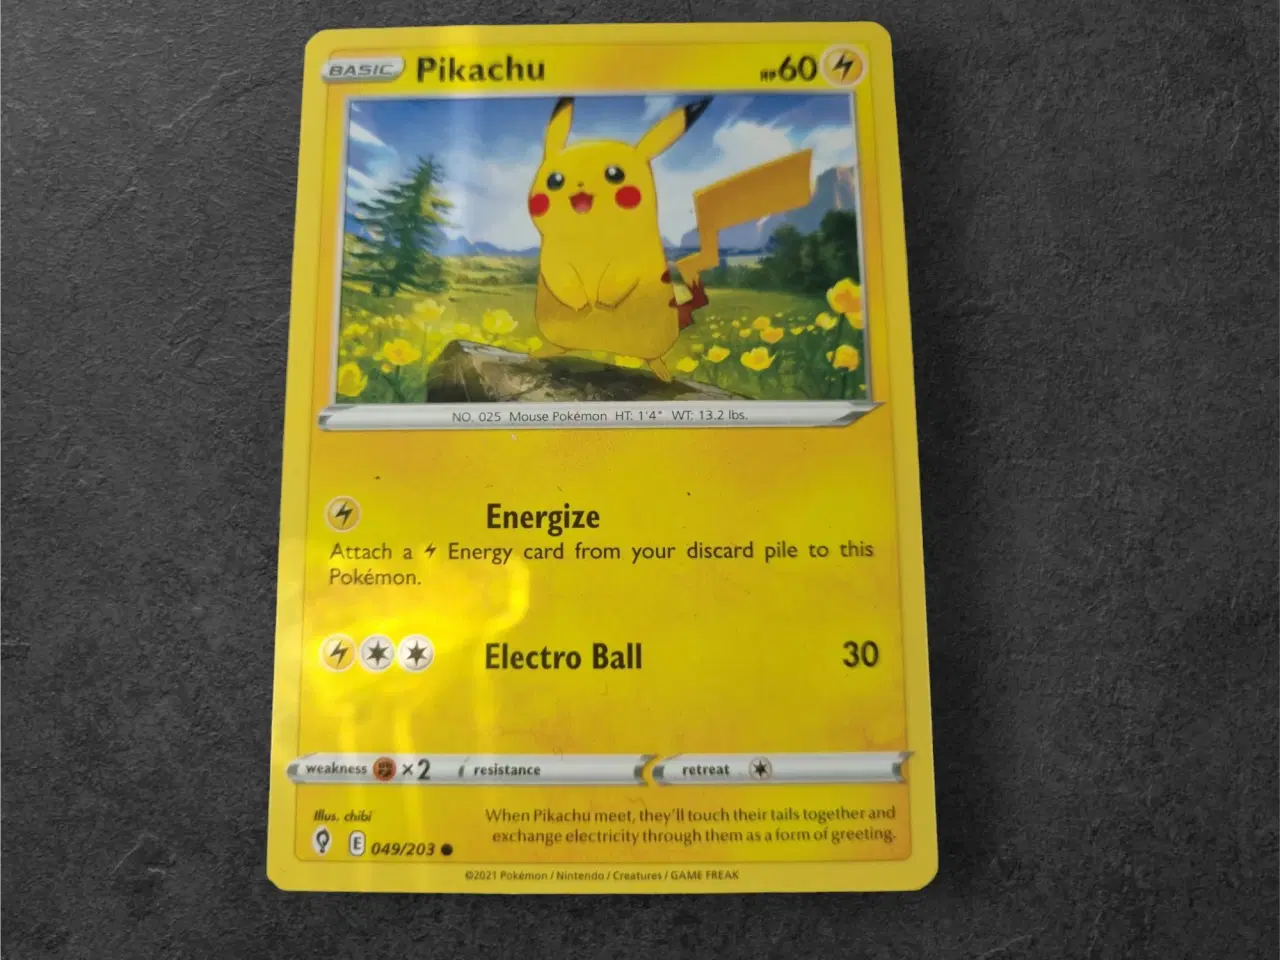 BASIC Pikachu HP 60
NO. 025 Mouse Pokémon HT: 1'4" WT: 13.2 lbs.
Energize
Attach a Energy card from your discard pile to this
Pokémon.
Electro Ball 30
weakness ×2 resistance retreat
Illus. chibi
When Pikachu meet, they'll touch their tails together and
exchange electricity through them as a form of greeting.
E 049/203
©2021 Pokémon / Nintendo / Creatures / GAME FREAK